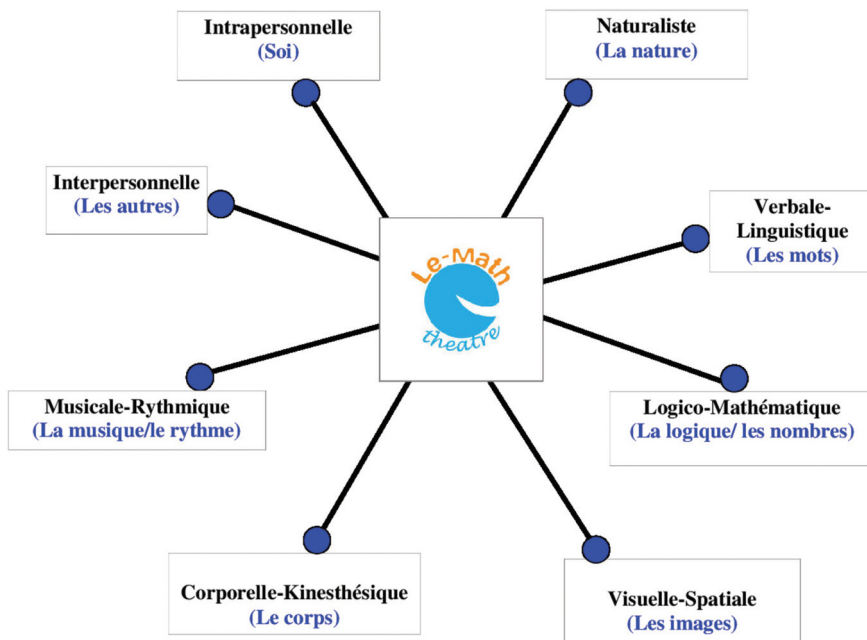 Intrapersonnelle
(Soi)
Naturaliste
(La nature)
Interpersonnelle
(Les autres)
Verbale-
Linguistique
(Les mots)
Le-Math
theatre
Musicale-Rythmique
(La musique/le rythme)
Logico-Mathématique
(La logique/ les nombres)
Corporelle-Kinesthésique
(Le corps)
Visuelle-Spatiale
(Les images)